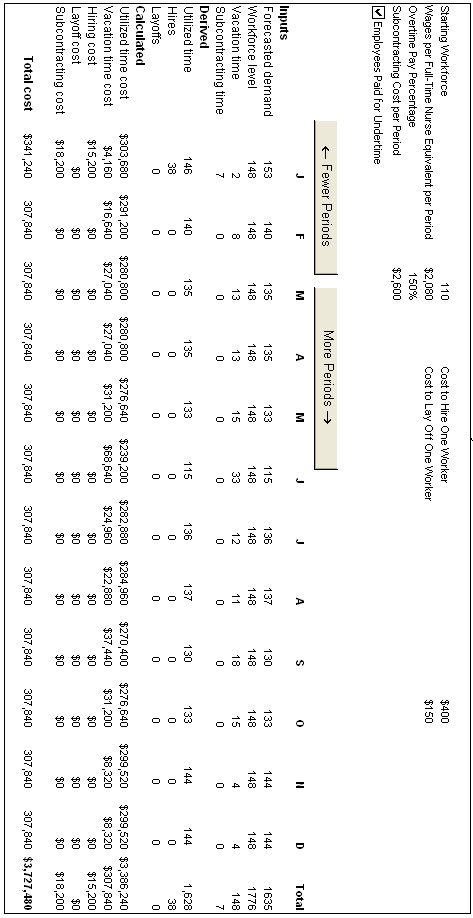 Starting Workforce 110 Cost to Hire One Worker $400
Wages per Full-Time Nurse Equivalent per Period $2,080 Cost to Lay Off One Worker $150
Overtime Pay Percentage 150%
Subcontracting Cost per Period $2,600
Employees Paid for Undertime
← Fewer Periods More Periods →
Inputs J F M A M J J A S O N D Total
Forecasted demand 153 140 135 135 133 115 136 137 130 133 144 144 1635
Workforce level 148 148 148 148 148 148 148 148 148 148 148 148 1776
Vacation time 2 8 13 13 15 33 12 11 18 15 4 4 148
Subcontracting time 7 0 0 0 0 0 0 0 0 0 0 0 7
Derived
Utilized time 146 140 135 135 133 115 136 137 130 133 144 144 1,628
Hires 38 0 0 0 0 0 0 0 0 0 0 0 38
Layoffs 0 0 0 0 0 0 0 0 0 0 0 0 0
Calculated
Utilized time cost $303,680 $291,200 $280,800 $280,800 $276,640 $239,200 $282,880 $284,960 $270,400 $276,640 $299,520 $299,520 $3,386,240
Vacation time cost $4,160 $16,640 $27,040 $27,040 $31,200 $68,640 $24,960 $22,880 $37,440 $31,200 $8,320 $8,320 $307,840
Hiring cost $15,200 $0 $0 $0 $0 $0 $0 $0 $0 $0 $0 $0 $15,200
Layoff cost $0 $0 $0 $0 $0 $0 $0 $0 $0 $0 $0 $0 $0
Subcontracting cost $18,200 $0 $0 $0 $0 $0 $0 $0 $0 $0 $0 $0 $18,200
Total cost $341,240 307,840 307,840 307,840 307,840 307,840 307,840 307,840 307,840 307,840 307,840 307,840 $3,727,480